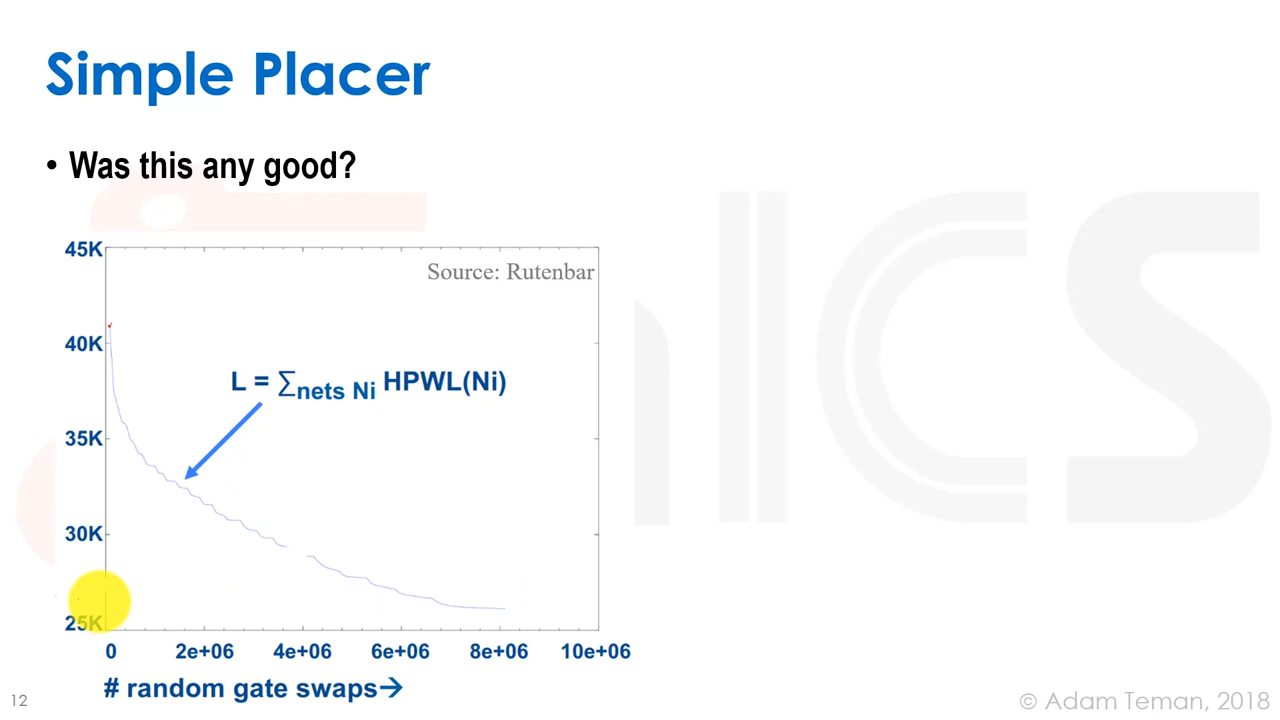 Simple Placer
• Was this any good?
45K
Source: Rutenbar
40K
L = ∑nets Ni HPWL(Ni)
35K
30K
25K
0 2e+06 4e+06 6e+06 8e+06 10e+06
# random gate swaps→
12
© Adam Teman, 2018
ICS